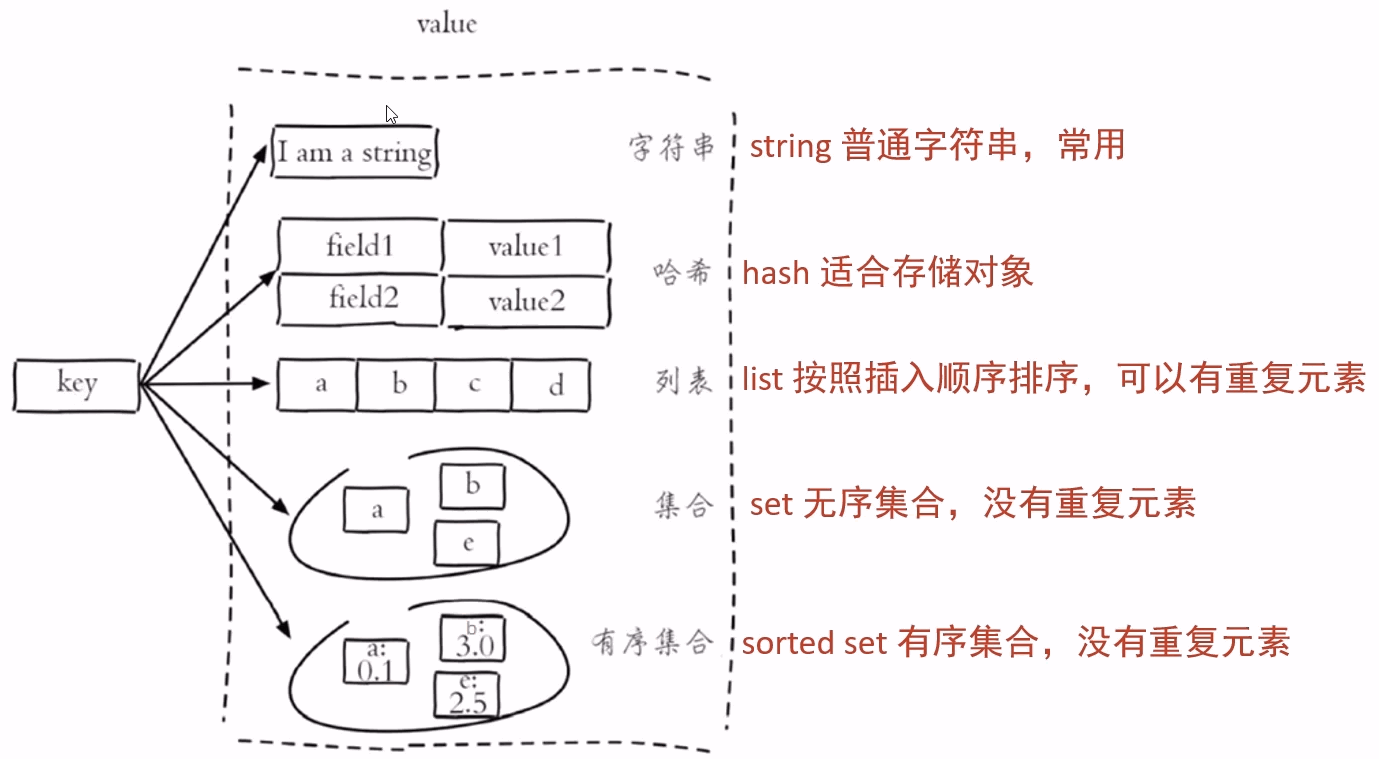 value
I am a string
字符串
string 普通字符串，常用
field1 value1
field2 value2
哈希
hash 适合存储对象
key
a b c d
列表
list 按照插入顺序排序，可以有重复元素
a
b
e
集合
set 无序集合，没有重复元素
a:
0.1
b:
3.0
e:
2.5
有序集合
sorted set 有序集合，没有重复元素